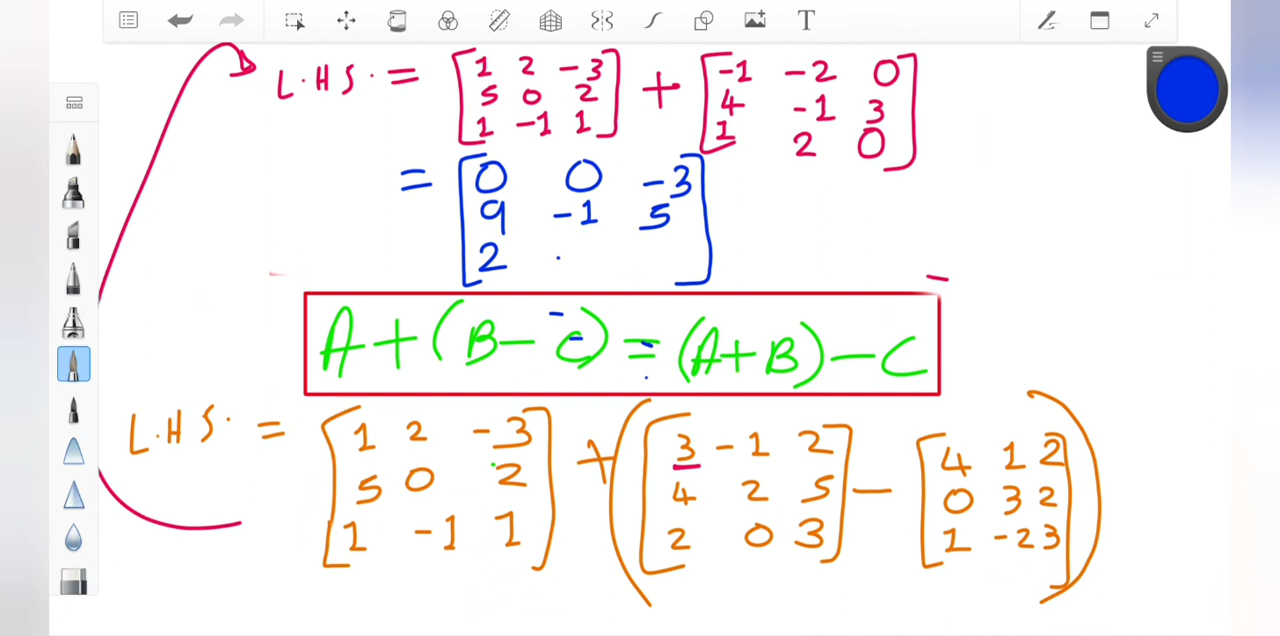 L.H.S. = [1 2 -3] + [-1 -2 0]
[5 0 2] [4 -1 3]
[1 -1 1] [1 2 0]
= [0 0 -3]
[9 -1 5]
[2 . ]
A+(B-C)=(A+B)-C
L.H.S. = [1 2 -3] + ([3 -1 2] - [4 1 2])
[5 0 2] [4 2 5] [0 3 2]
[1 -1 1] [2 0 3] [1 -2 3]
T